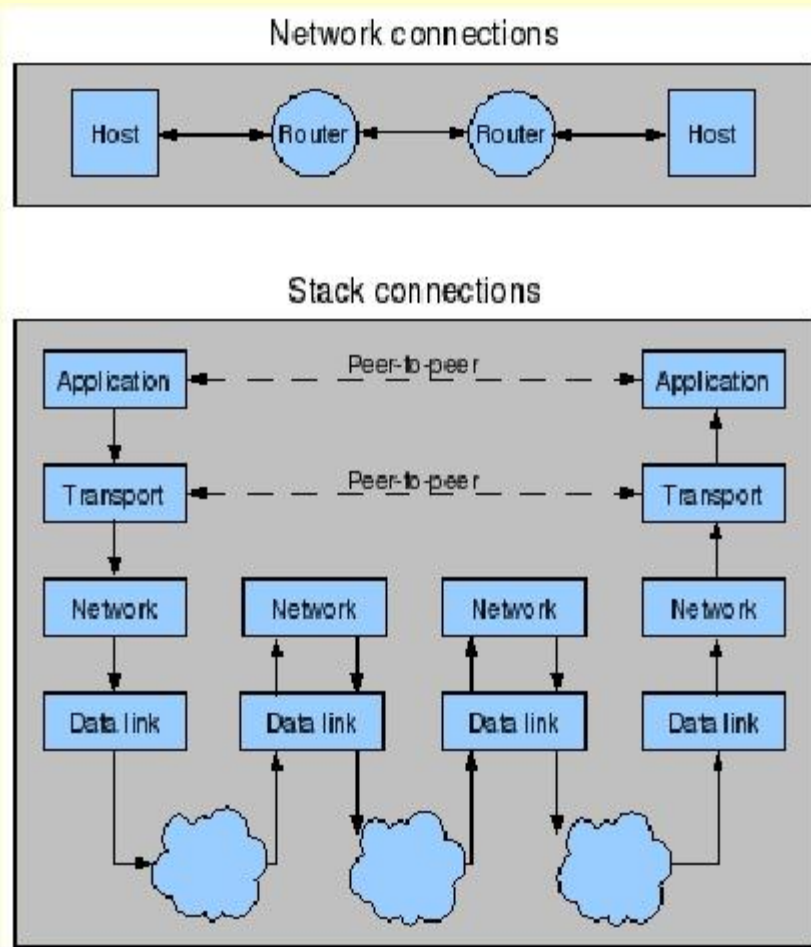 Network connections
Host Router Router Host
Stack connections
Application Peer-to-peer Application
Transport Peer-to-peer Transport
Network Network Network Network
Data link Data link Data link Data link